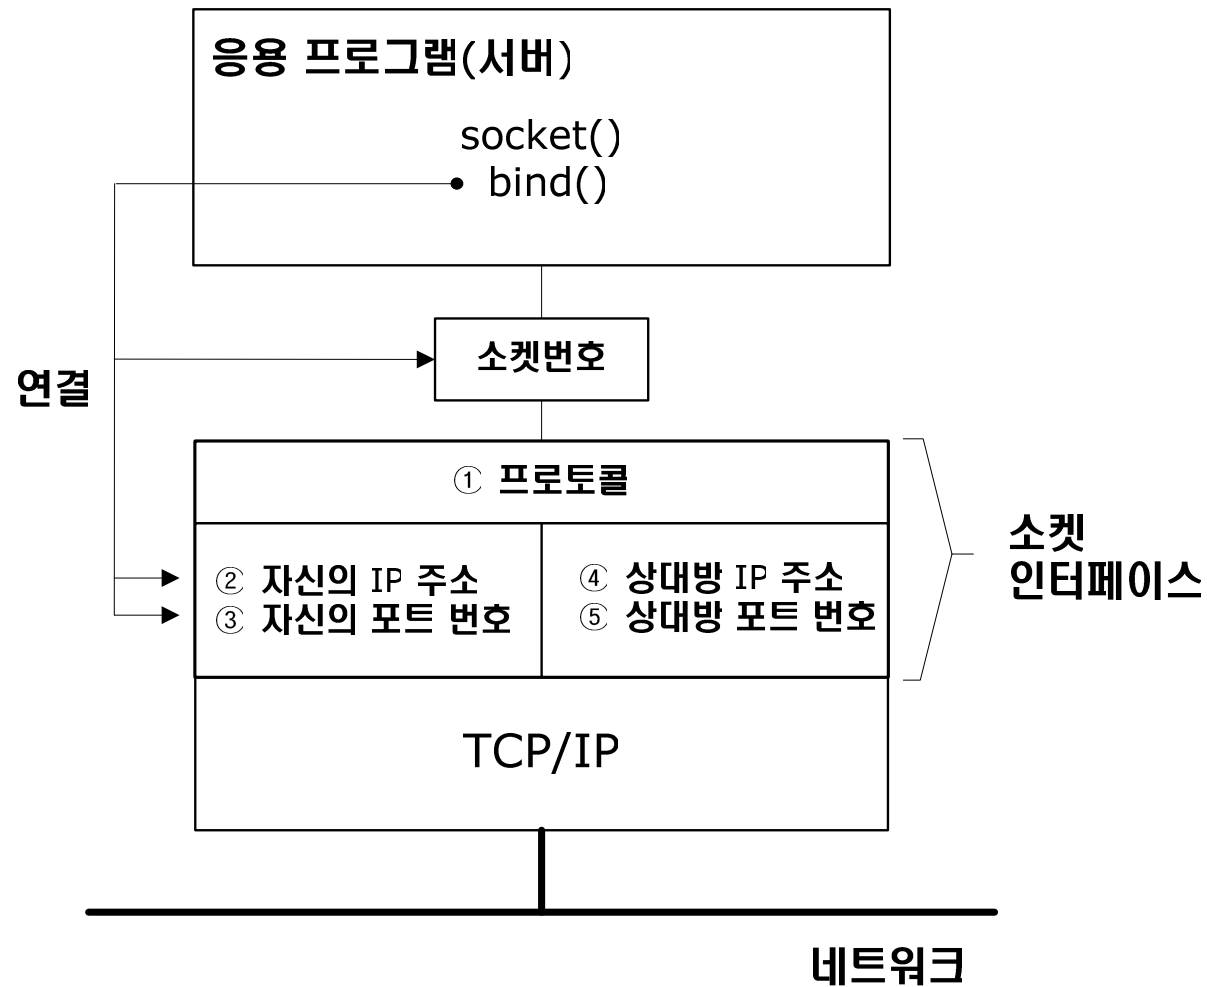 응용 프로그램(서버)
socket()
bind()
소켓번호
연결
① 프로토콜
② 자신의 IP 주소
③ 자신의 포트 번호
④ 상대방 IP 주소
⑤ 상대방 포트 번호
소켓
인터페이스
TCP/IP
네트워크